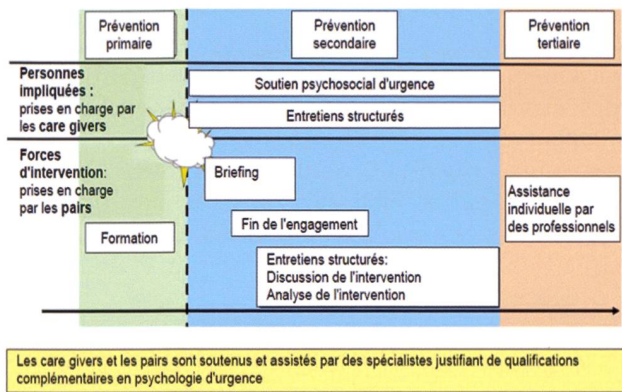 Prévention
primaire
Prévention
secondaire
Prévention
tertiaire
Personnes
impliquées :
prises en charge par
les care givers
Soutien psychosocial d'urgence
Entretiens structurés
Forces
d'intervention:
prises en charge
par les pairs
Briefing
Formation
Fin de l'engagement
Entretiens structurés:
Discussion de l'intervention
Analyse de l'intervention
Assistance
individuelle par
des professionnels
Les care givers et les pairs sont soutenus et assistés par des spécialistes justifiant de qualifications
complémentaires en psychologie d'urgence